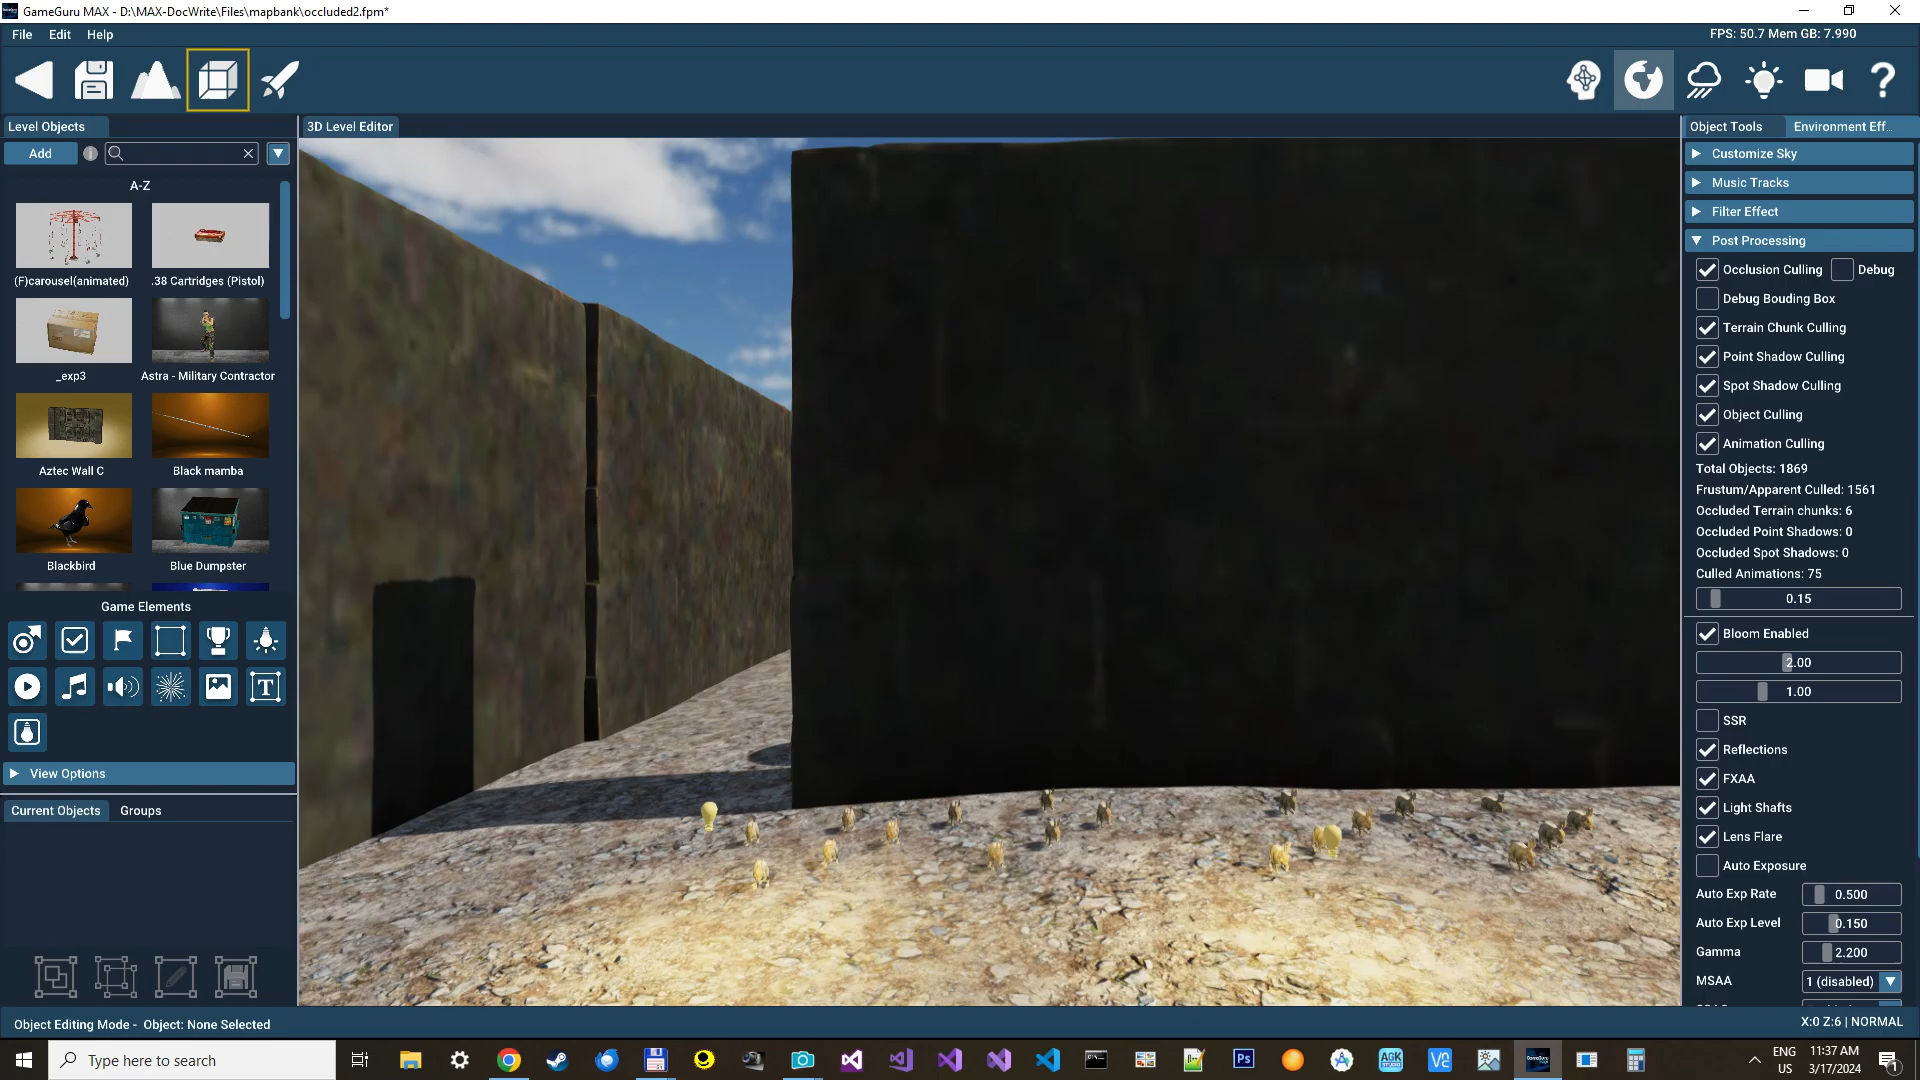 GameGuru MAX - D:\MAX-DocWrite\Files\mapbank\occluded2.fpm*
File Edit Help
FPS: 50.7 Mem GB: 7.990
Level Objects
3D Level Editor
Object Tools
Environment Eff...
Add
A-Z
(F)carousel(animated)
.38 Cartridges (Pistol)
_exp3
Astra - Military Contractor
Aztec Wall C
Black mamba
Blackbird
Blue Dumpster
Game Elements
View Options
Current Objects
Groups
Customize Sky
Music Tracks
Filter Effect
Post Processing
Occlusion Culling
Debug
Debug Bouding Box
Terrain Chunk Culling
Point Shadow Culling
Spot Shadow Culling
Object Culling
Animation Culling
Total Objects: 1869
Frustum/Apparent Culled: 1561
Occluded Terrain chunks: 6
Occluded Point Shadows: 0
Occluded Spot Shadows: 0
Culled Animations: 75
0.15
Bloom Enabled
2.00
1.00
SSR
Reflections
FXAA
Light Shafts
Lens Flare
Auto Exposure
Auto Exp Rate 0.500
Auto Exp Level 0.150
Gamma 2.200
MSAA 1 (disabled)
Object Editing Mode - Object: None Selected
X:0 Z:6 | NORMAL
Type here to search
ENG
US
11:37 AM
3/17/2024